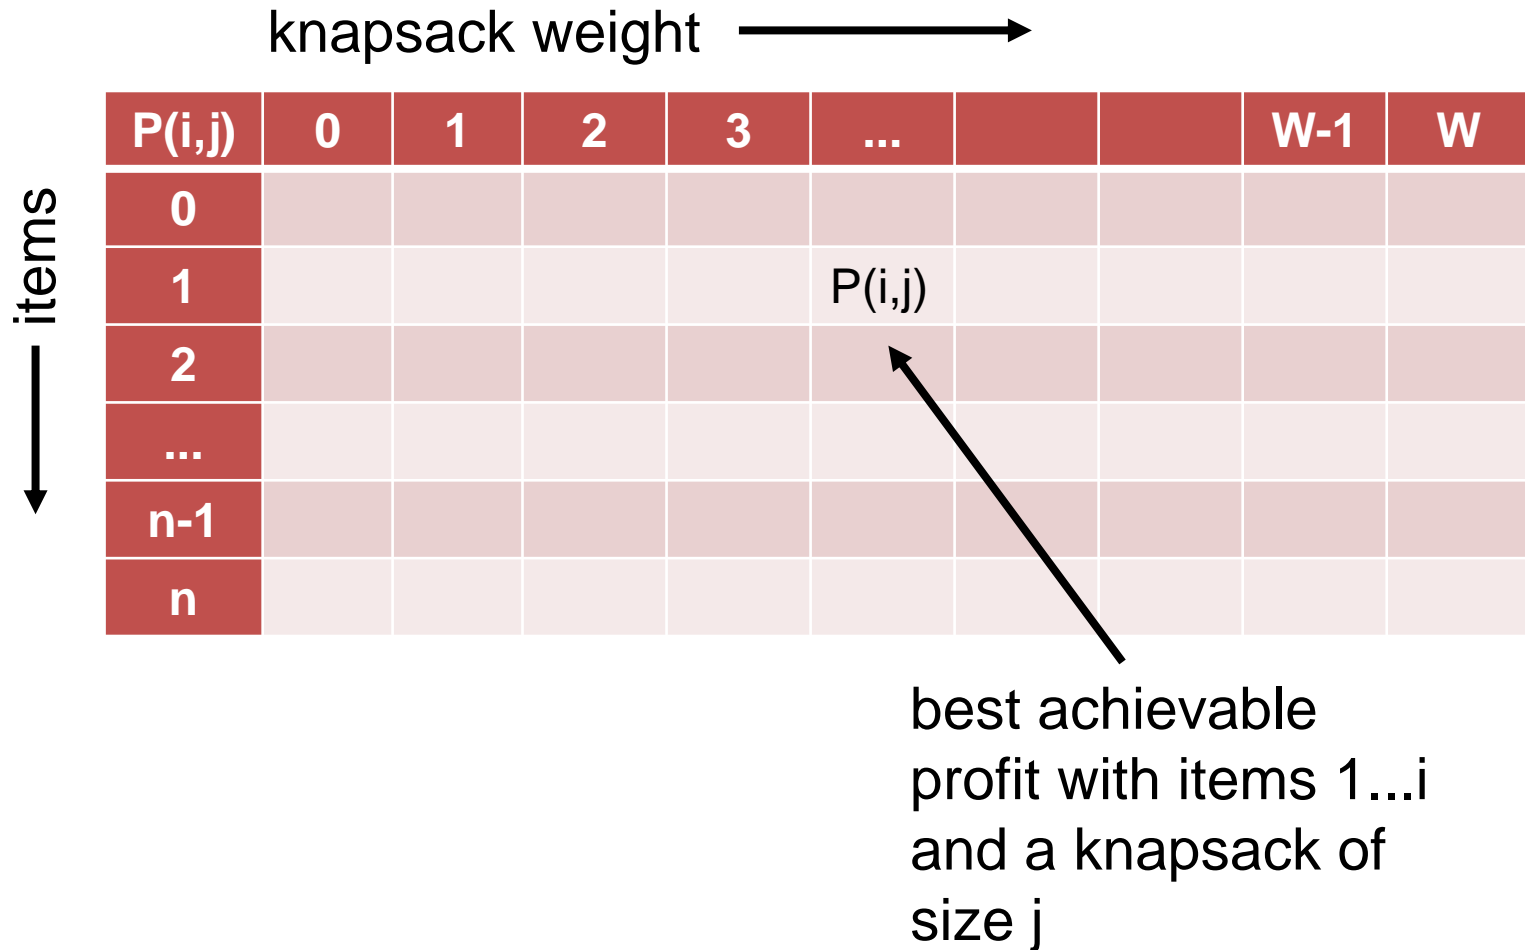 knapsack weight
P(i,j) 0 1 2 3 ... W-1 W
items
0
1 P(i,j)
2
...
n-1
n
best achievable
profit with items 1...i
and a knapsack of
size j